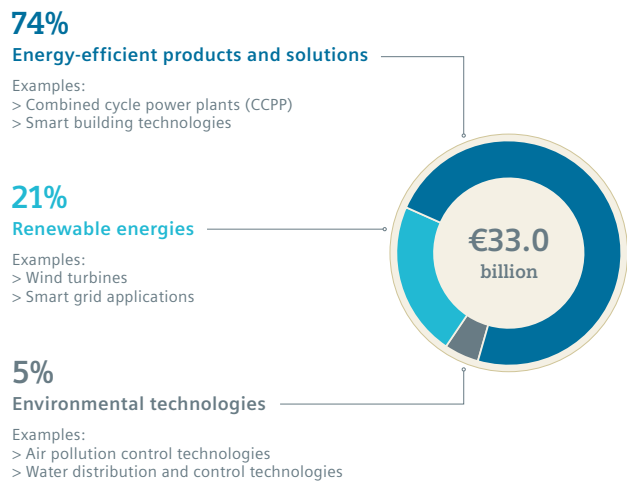 74%
Energy-efficient products and solutions
Examples:
> Combined cycle power plants (CCPP)
> Smart building technologies
21%
Renewable energies
Examples:
> Wind turbines
> Smart grid applications
€33.0
billion
5%
Environmental technologies
Examples:
> Air pollution control technologies
> Water distribution and control technologies